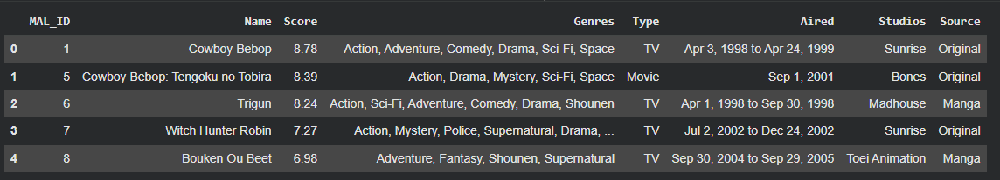 MAL_ID Name Score Genres Type Aired Studios Source
0 1 Cowboy Bebop 8.78 Action, Adventure, Comedy, Drama, Sci-Fi, Space TV Apr 3, 1998 to Apr 24, 1999 Sunrise Original
1 5 Cowboy Bebop: Tengoku no Tobira 8.39 Action, Drama, Mystery, Sci-Fi, Space Movie Sep 1, 2001 Bones Original
2 6 Trigun 8.24 Action, Sci-Fi, Adventure, Comedy, Drama, Shounen TV Apr 1, 1998 to Sep 30, 1998 Madhouse Manga
3 7 Witch Hunter Robin 7.27 Action, Mystery, Police, Supernatural, Drama, ... TV Jul 2, 2002 to Dec 24, 2002 Sunrise Original
4 8 Bouken Ou Beet 6.98 Adventure, Fantasy, Shounen, Supernatural TV Sep 30, 2004 to Sep 29, 2005 Toei Animation Manga